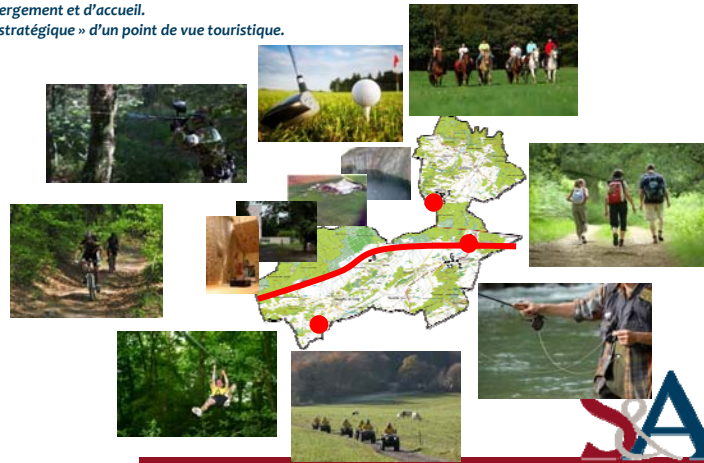 ergement et d'accueil.
stratégique » d'un point de vue touristique.
S&A